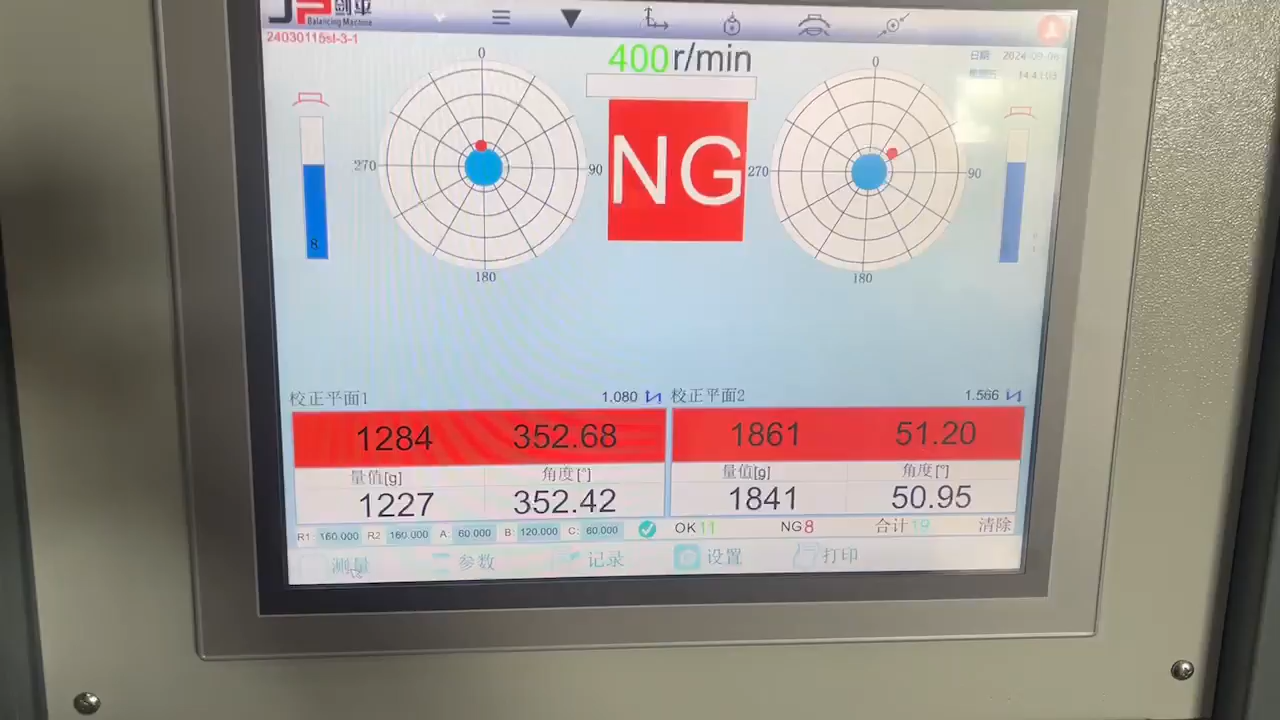 JP 剑平
Balancing Machine
24030115sl-3-1
400r/min
日期 2024-09-06
星期五 14:43:03
0
270
90
180
NG
0
270
90
180
8
校正平面1 1.080
校正平面2 1.566
1284 352.68
1861 51.20
量值[g] 角度[°]
量值[g] 角度[°]
1227 352.42
1841 50.95
R1: 160.000 R2 160.000 A: 60.000 B: 120.000 C: 60.000
OK 11 NG 8 合计 19 清除
测量 参数 记录 设置 打印